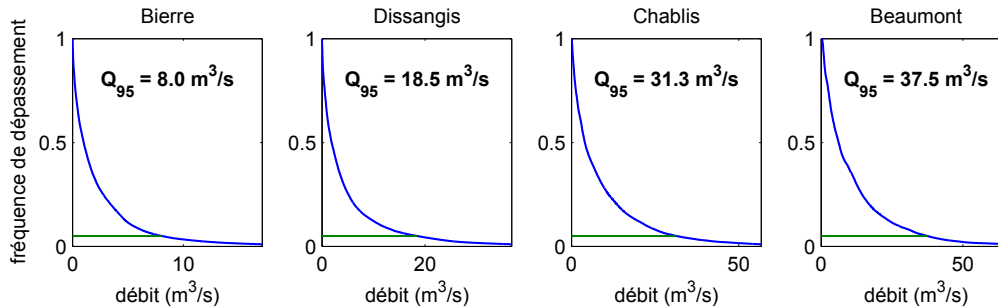 Bierre
Dissangis
Chablis
Beaumont
fréquence de dépassement
1
0.5
0
Q95 = 8.0 m³/s
0
10
débit (m³/s)
1
0.5
0
Q95 = 18.5 m³/s
0
20
débit (m³/s)
1
0.5
0
Q95 = 31.3 m³/s
0
50
débit (m³/s)
1
0.5
0
Q95 = 37.5 m³/s
0
50
débit (m³/s)